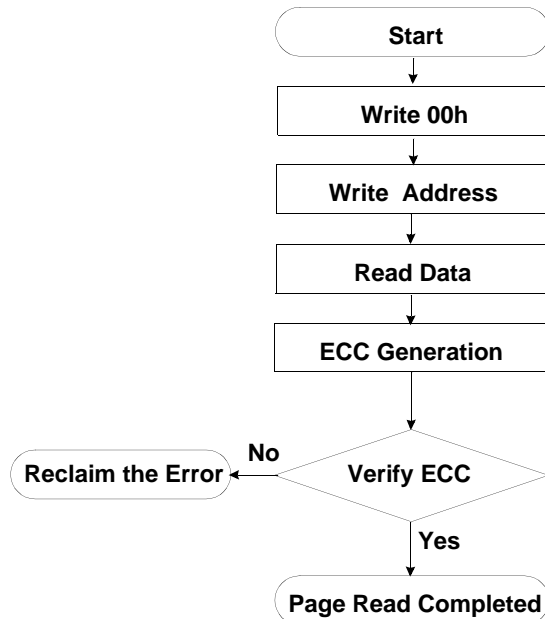 Start
Write 00h
Write Address
Read Data
ECC Generation
No
Reclaim the Error
Verify ECC
Yes
Page Read Completed